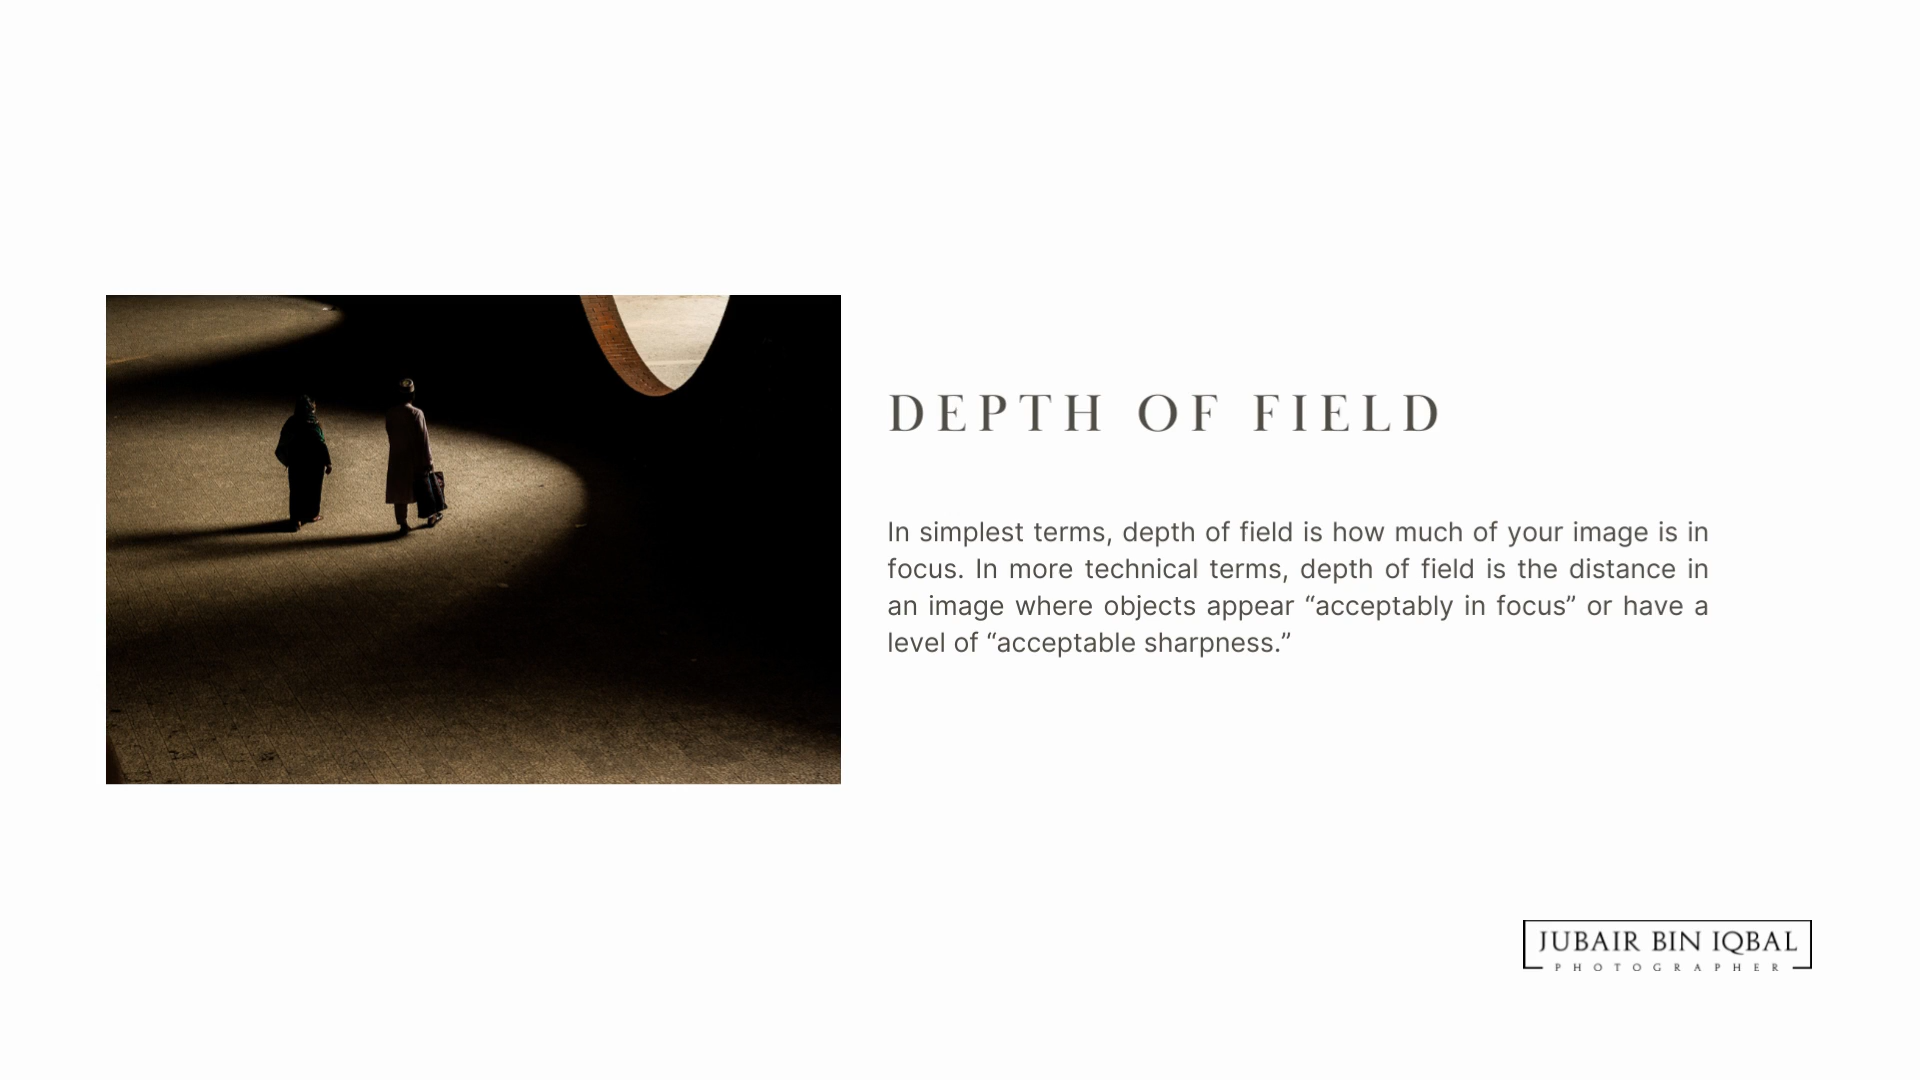 DEPTH OF FIELD
In simplest terms, depth of field is how much of your image is in
focus. In more technical terms, depth of field is the distance in
an image where objects appear “acceptably in focus” or have a
level of “acceptable sharpness.”
JUBAIR BIN IQBAL
PHOTOGRAPHER